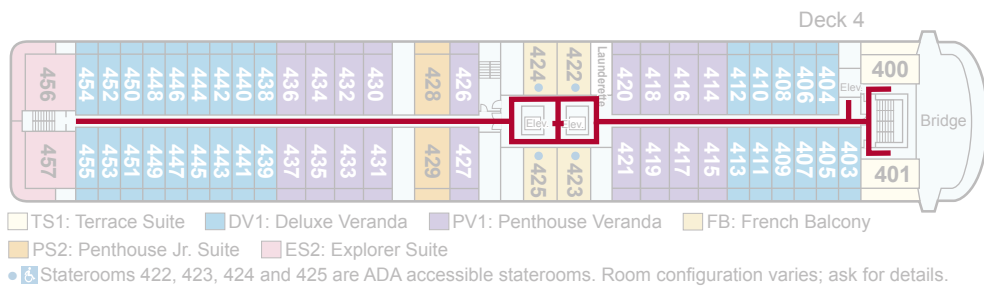 Deck 4
456 454 452 450 448 446 444 442 440 438 436 434 432 430 428 426 424 422 Launderette 420 418 416 414 412 410 408 406 404 Elev. 400
Elev. Elev. Bridge
457 455 453 451 449 447 445 443 441 439 437 435 433 431 429 427 425 423 421 419 417 415 413 411 409 407 405 403 401
TS1: Terrace Suite DV1: Deluxe Veranda PV1: Penthouse Veranda FB: French Balcony
PS2: Penthouse Jr. Suite ES2: Explorer Suite
Staterooms 422, 423, 424 and 425 are ADA accessible staterooms. Room configuration varies; ask for details.